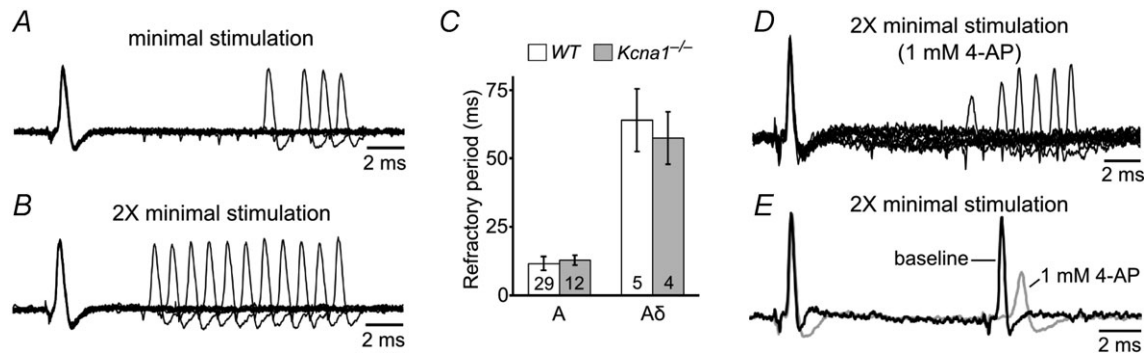 A
minimal stimulation
2 ms
B
2X minimal stimulation
2 ms
C
WT Kcna1–/–
Refractory period (ms)
75
50
25
0
29 12 5 4
A Aδ
D
2X minimal stimulation
(1 mM 4-AP)
2 ms
E
2X minimal stimulation
baseline
1 mM 4-AP
2 ms